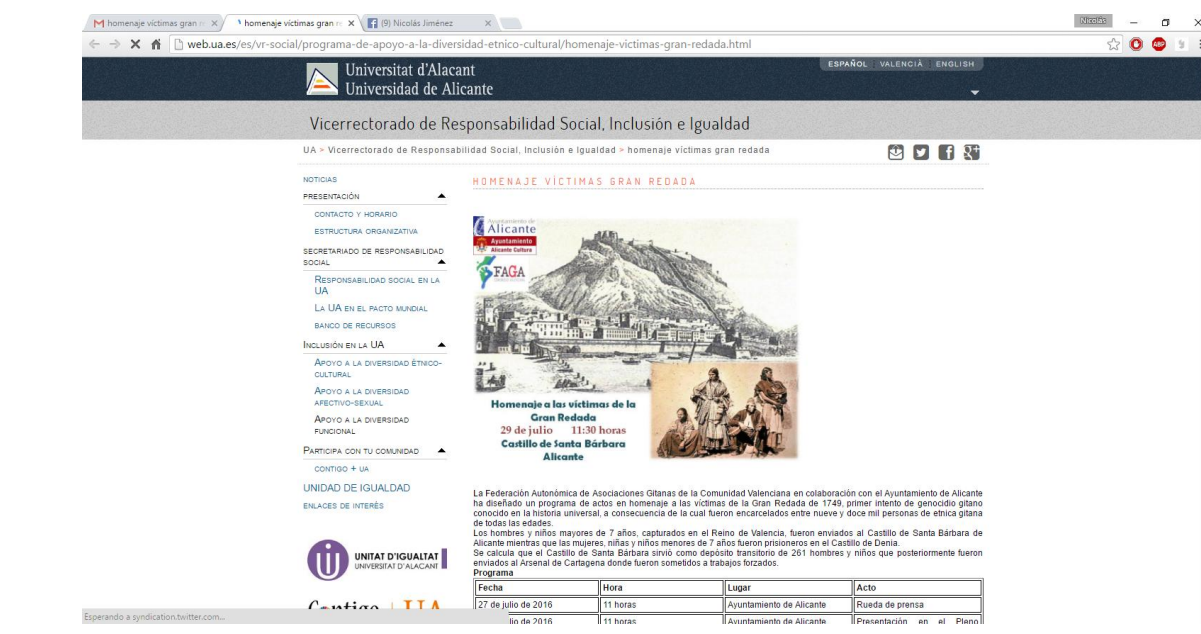 homenaje víctimas gran
homenaje víctimas gran
(9) Nicolás Jiménez
Nicolás
web.ua.es/es/vr-social/programa-de-apoyo-a-la-diversidad-etnico-cultural/homenaje-victimas-gran-redada.html
ABP
Universitat d'Alacant
Universidad de Alicante
ESPAÑOL VALENCIÀ ENGLISH
Vicerrectorado de Responsabilidad Social, Inclusión e Igualdad
UA > Vicerrectorado de Responsabilidad Social, Inclusión e Igualdad > homenaje víctimas gran redada
NOTICIAS
PRESENTACIÓN
CONTACTO Y HORARIO
ESTRUCTURA ORGANIZATIVA
SECRETARIADO DE RESPONSABILIDAD
SOCIAL
RESPONSABILIDAD SOCIAL EN LA
UA
LA UA EN EL PACTO MUNDIAL
BANCO DE RECURSOS
INCLUSIÓN EN LA UA
APOYO A LA DIVERSIDAD ÉTNICO-
CULTURAL
APOYO A LA DIVERSIDAD
AFECTIVO-SEXUAL
APOYO A LA DIVERSIDAD
FUNCIONAL
PARTICIPA CON TU COMUNIDAD
CONTIGO + UA
UNIDAD DE IGUALDAD
ENLACES DE INTERÉS
UNITAT D'IGUALTAT
UNIVERSITAT D'ALACANT
Contigo + UA
HOMENAJE VÍCTIMAS GRAN REDADA
Ayuntamiento de
Alicante
Ayuntamiento
Alicante Cultura
FAGA
Homenaje a las víctimas de la
Gran Redada
29 de julio 11:30 horas
Castillo de Santa Bárbara
Alicante
La Federación Autonómica de Asociaciones Gitanas de la Comunidad Valenciana en colaboración con el Ayuntamiento de Alicante
ha diseñado un programa de actos en homenaje a las víctimas de la Gran Redada de 1749, primer intento de genocidio gitano
conocido en la historia universal, a consecuencia de la cual fueron encarcelados entre nueve y doce mil personas de etnica gitana
de todas las edades.
Los hombres y niños mayores de 7 años, capturados en el Reino de Valencia, fueron enviados al Castillo de Santa Bárbara de
Alicante mientras que las mujeres, niñas y niños menores de 7 años fueron prisioneros en el Castillo de Denia.
Se calcula que el Castillo de Santa Bárbara sirvió como depósito transitorio de 261 hombres y niños que posteriormente fueron
enviados al Arsenal de Cartagena donde fueron sometidos a trabajos forzados.
Programa
Fecha Hora Lugar Acto
27 de julio de 2016 11 horas Ayuntamiento de Alicante Rueda de prensa
lio de 2016 11 horas Ayuntamiento de Alicante Presentación en el Pleno
Esperando a syndication.twitter.com...